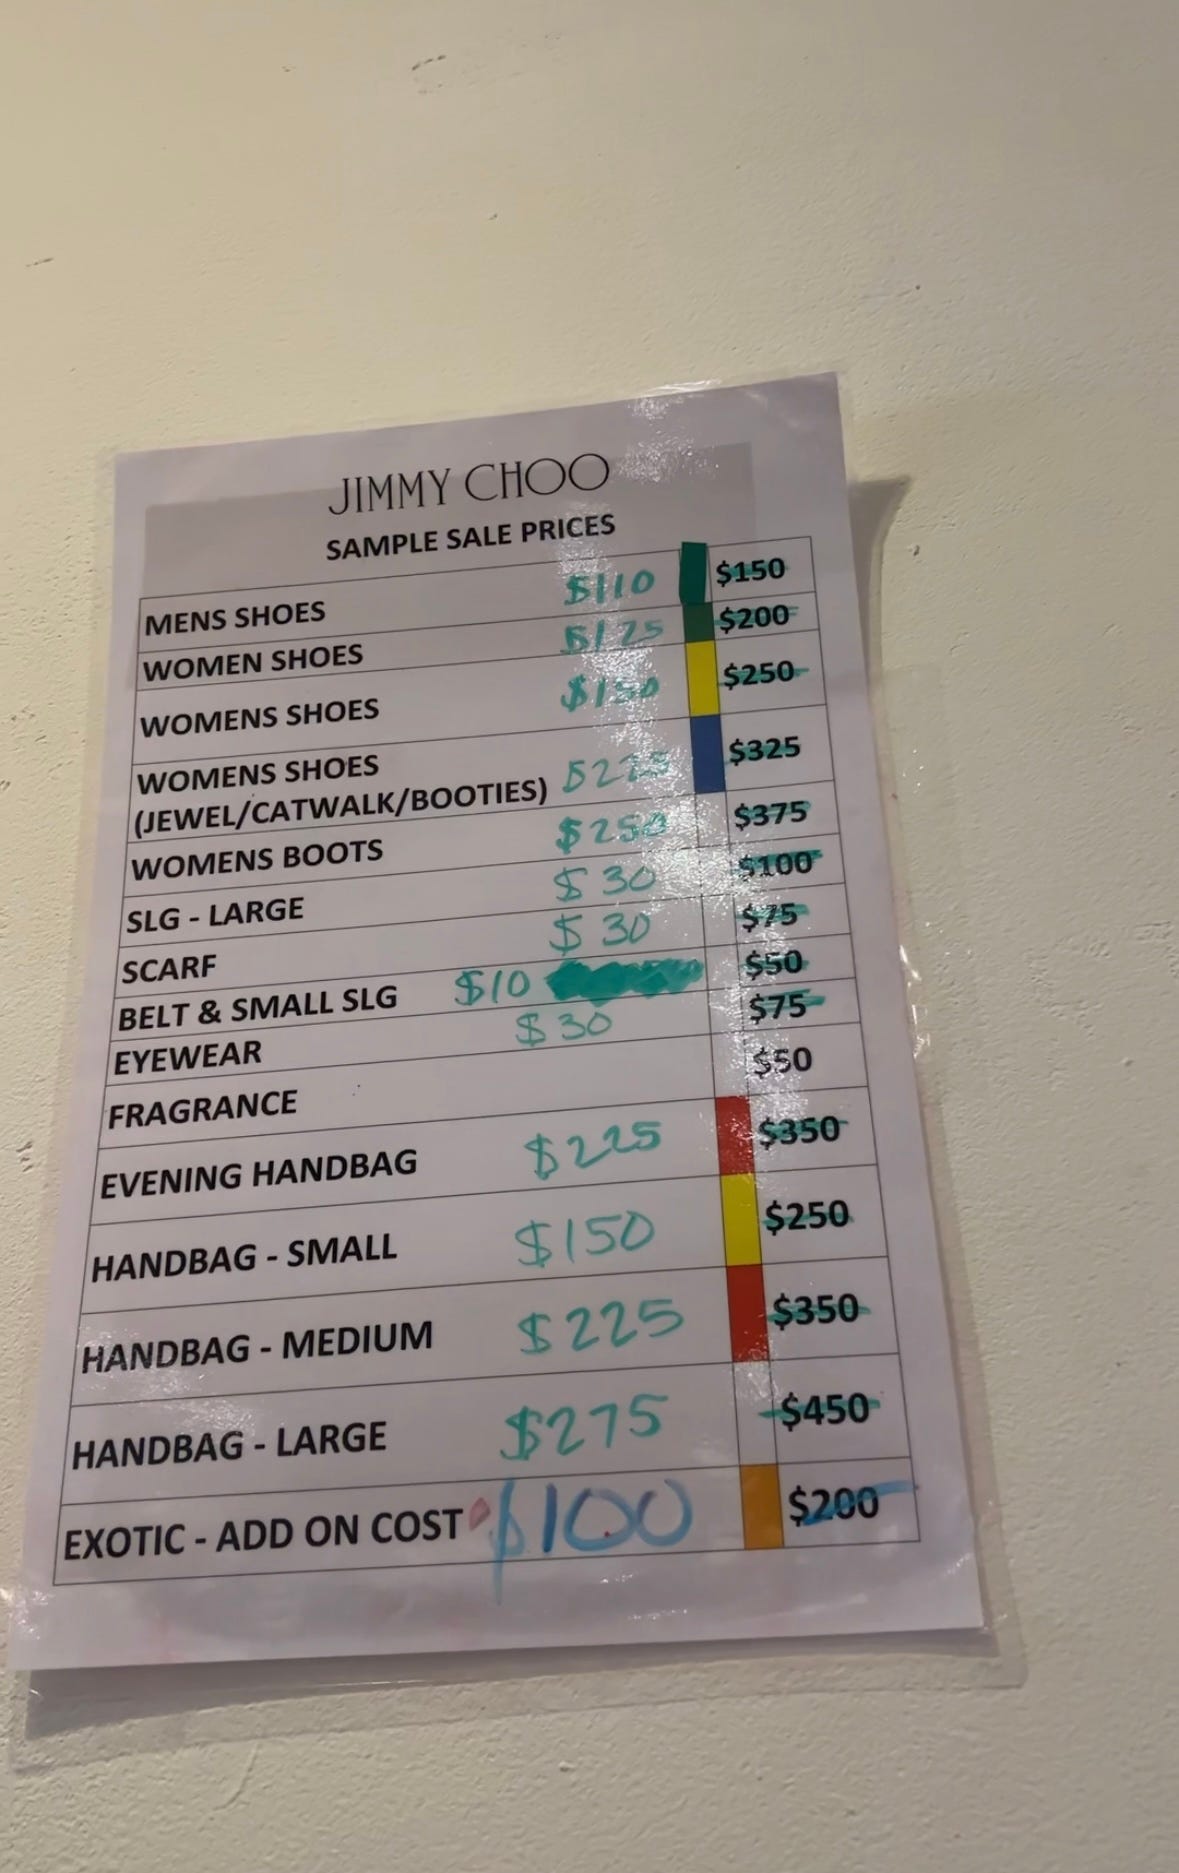 JIMMY CHOO
SAMPLE SALE PRICES
MENS SHOES $110 $150
WOMEN SHOES $125 $200
WOMENS SHOES $150 $250
WOMENS SHOES
(JEWEL/CATWALK/BOOTIES) $225 $325
WOMENS BOOTS $250 $375
SLG - LARGE $30 $100
SCARF $30 $75
BELT & SMALL SLG $10 $50
EYEWEAR $30 $75
FRAGRANCE $50
EVENING HANDBAG $225 $350
HANDBAG - SMALL $150 $250
HANDBAG - MEDIUM $225 $350
HANDBAG - LARGE $275 $450
EXOTIC - ADD ON COST $100 $200